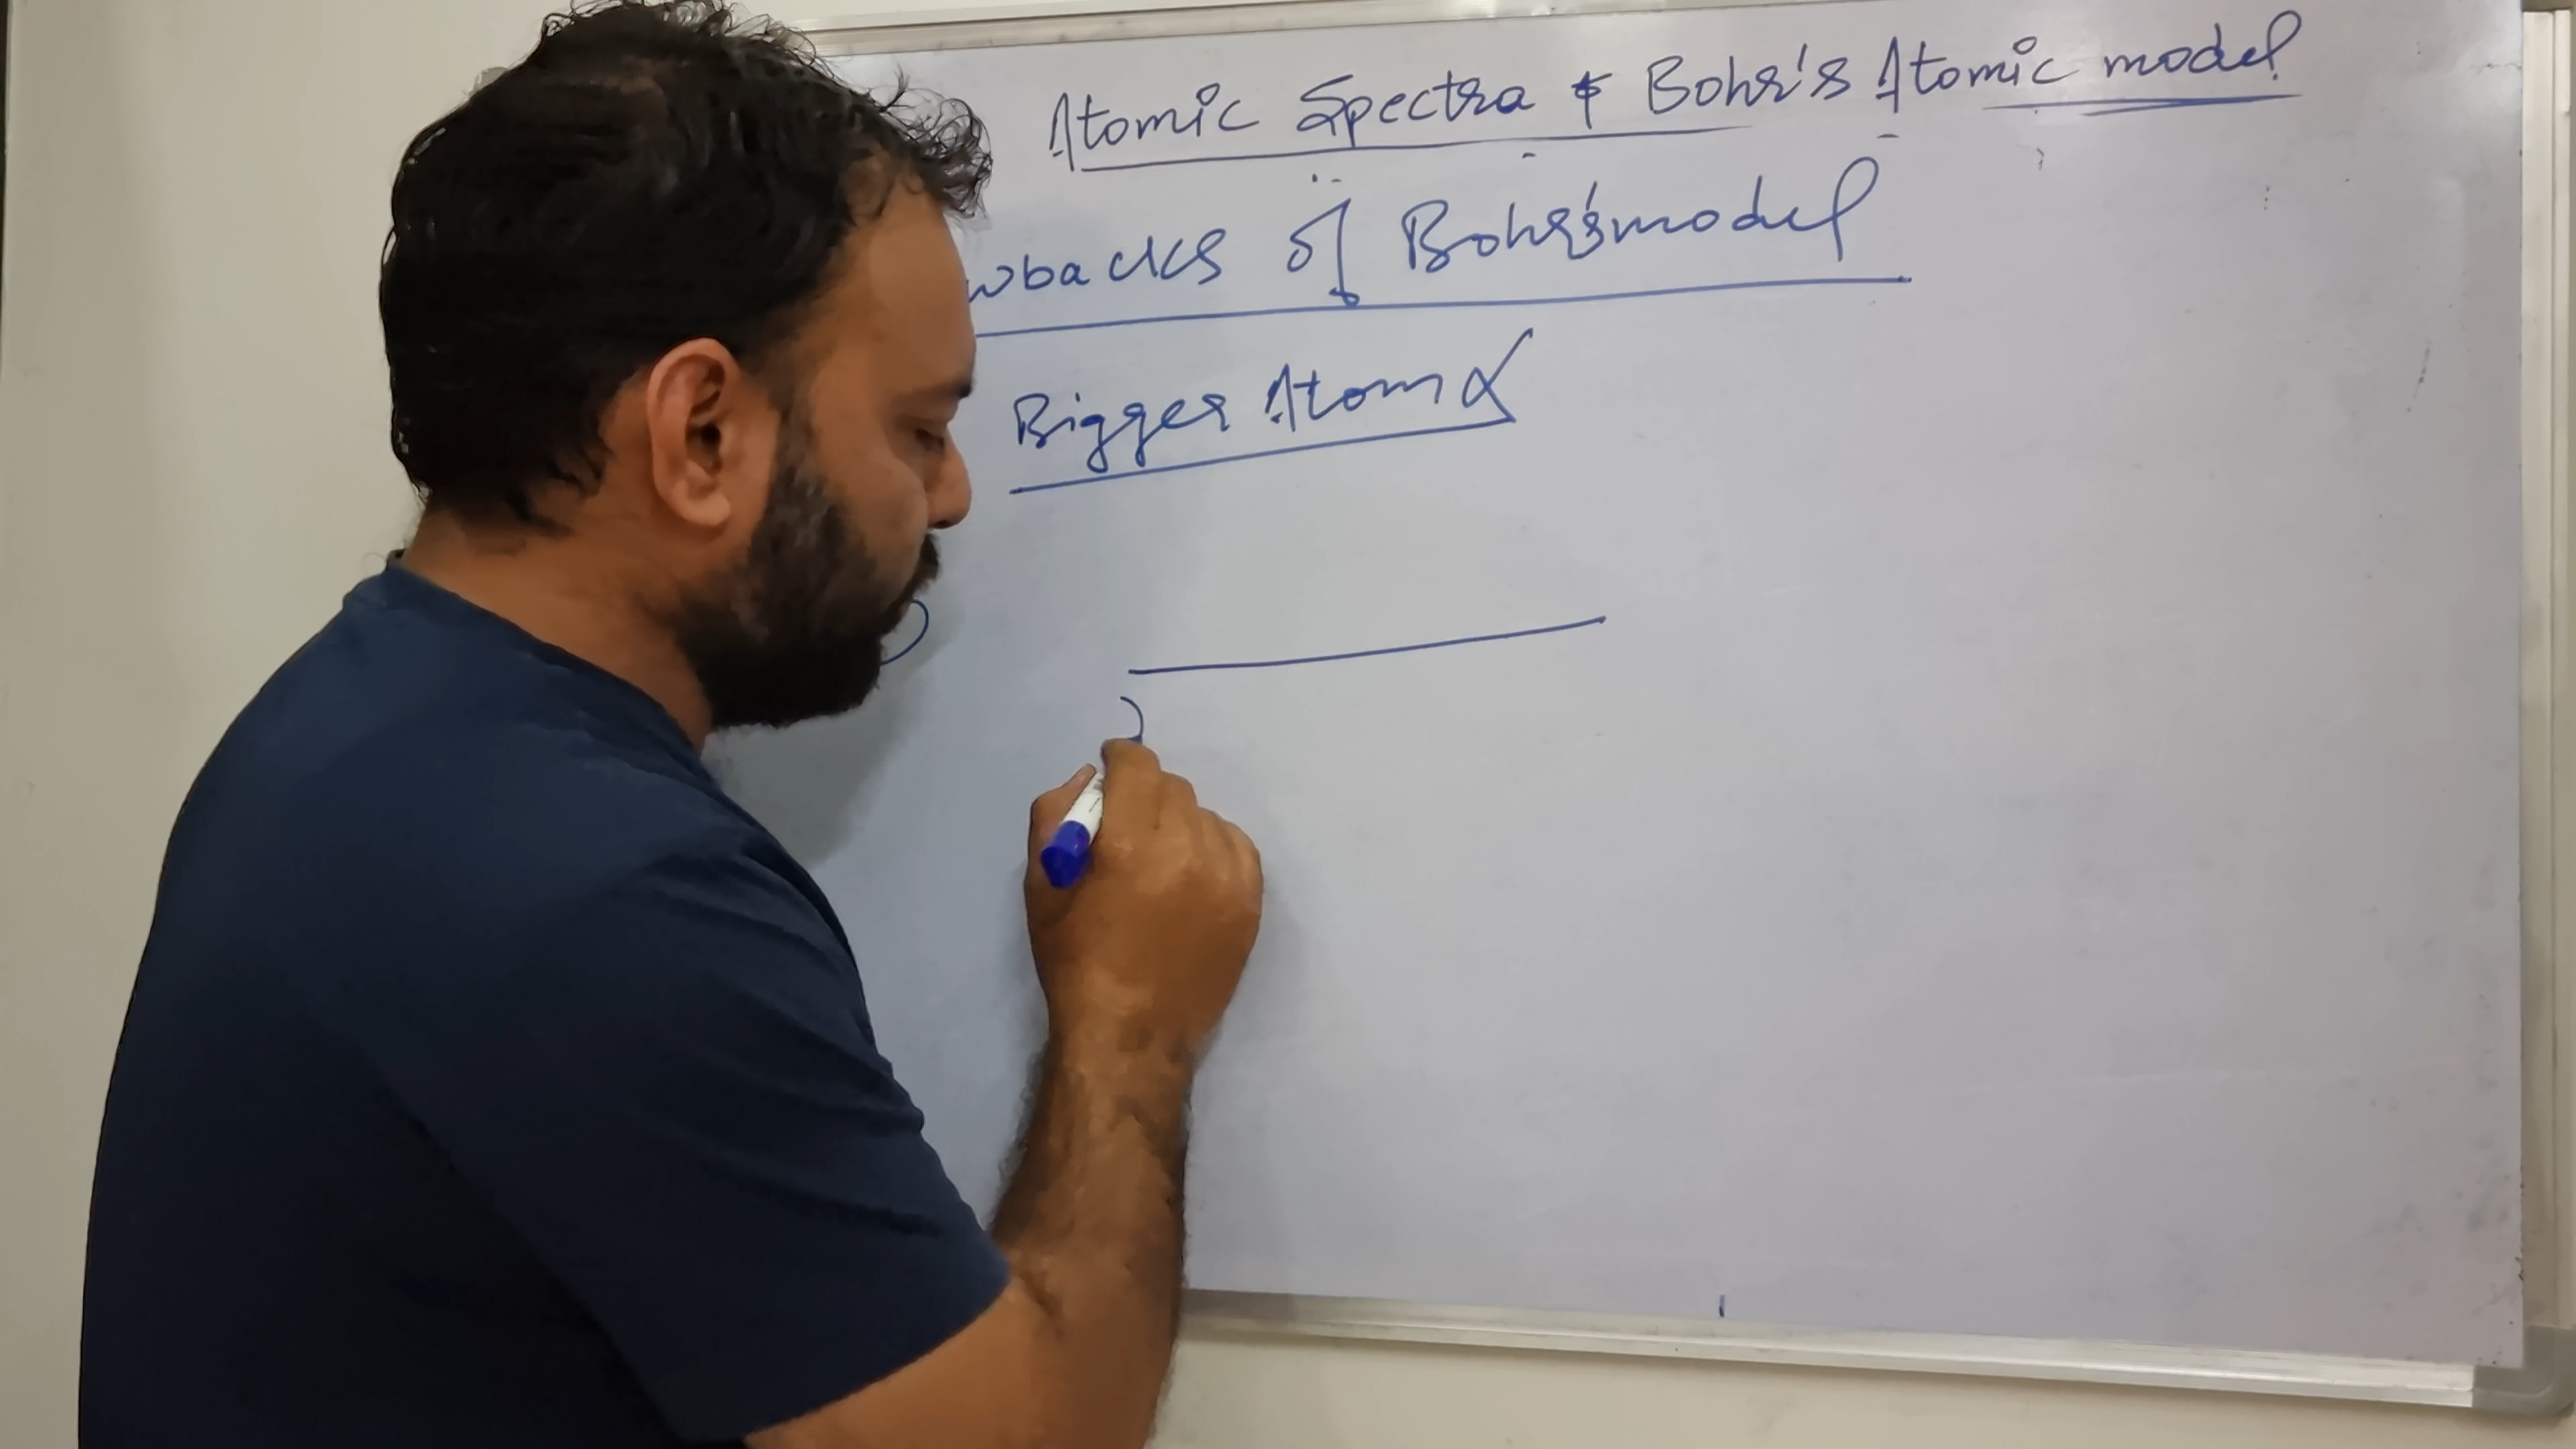 Atomic Spectra & Bohr's Atomic model
wbacks of Bohr's model
Bigger Atom